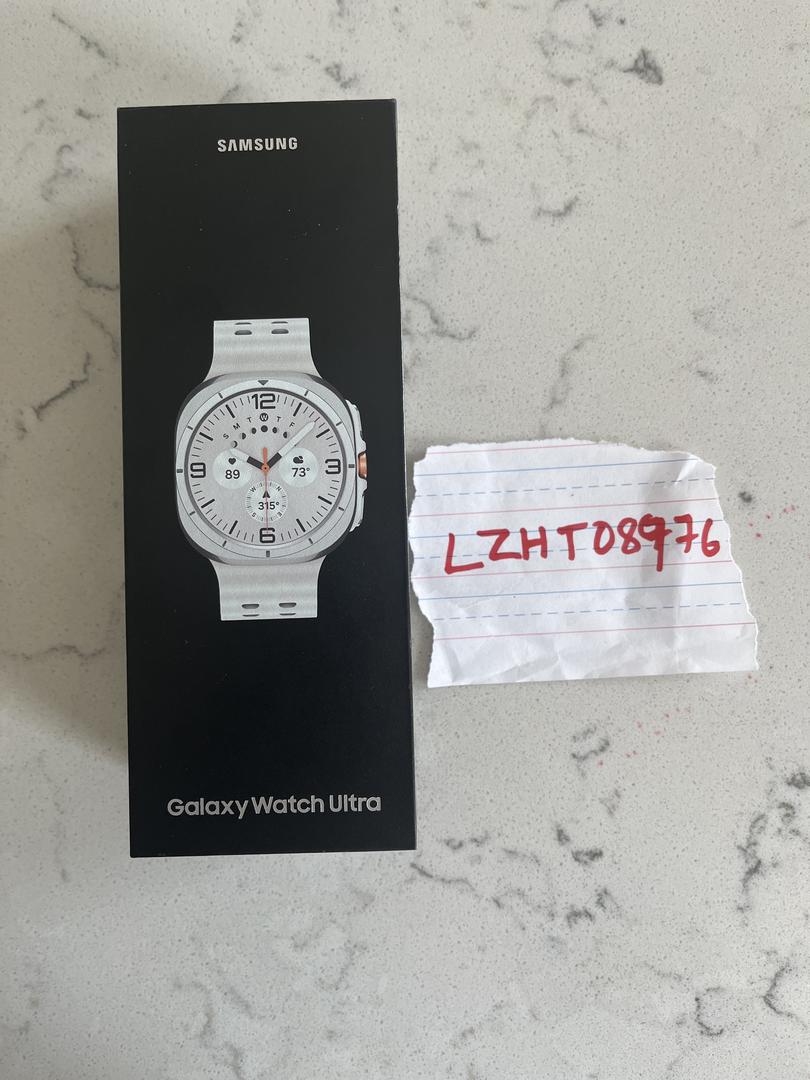 SAMSUNG
12
S M T W T F S
9
89
73°
3
N
W
E
315°
S
6
Galaxy Watch Ultra
LZHT08976